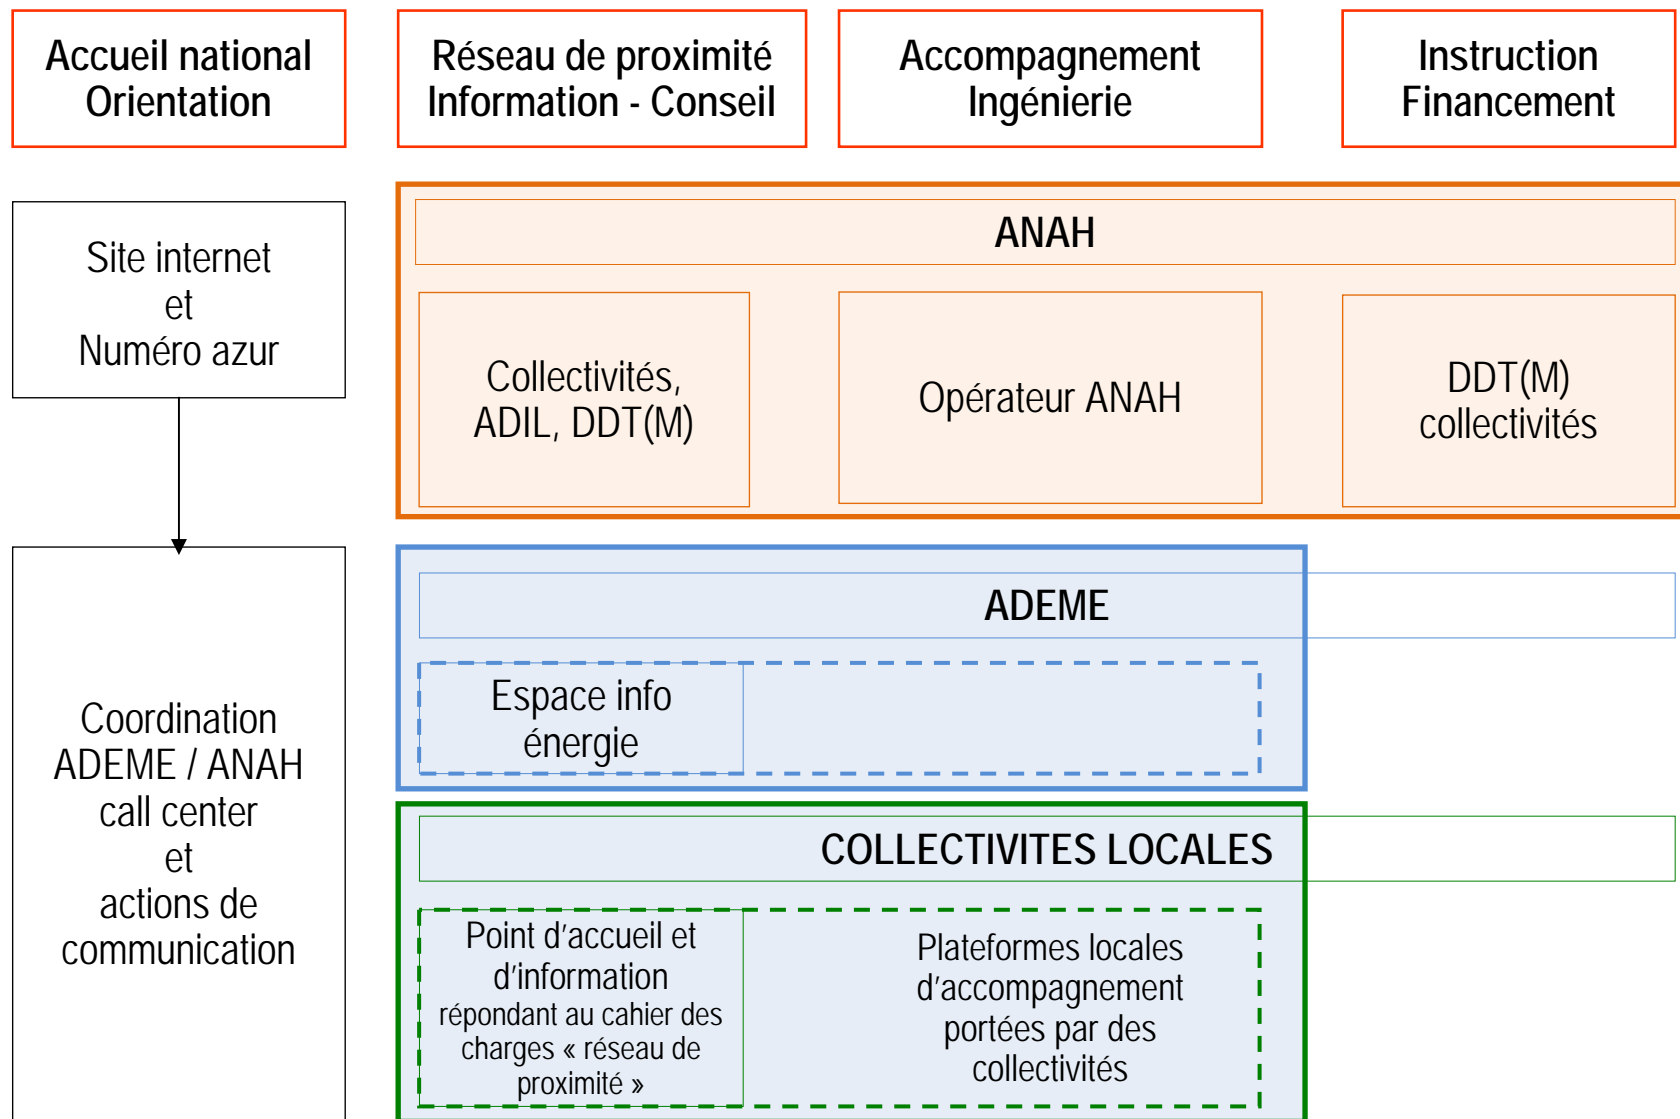 Accueil national
Orientation
Réseau de proximité
Information - Conseil
Accompagnement
Ingénierie
Instruction
Financement
Site internet
et
Numéro azur
ANAH
Collectivités,
ADIL, DDT(M)
Opérateur ANAH
DDT(M)
collectivités
Coordination
ADEME / ANAH
call center
et
actions de
communication
ADEME
Espace info
énergie
COLLECTIVITES LOCALES
Point d’accueil et
d’information
répondant au cahier des
charges « réseau de
proximité »
Plateformes locales
d’accompagnement
portées par des
collectivités